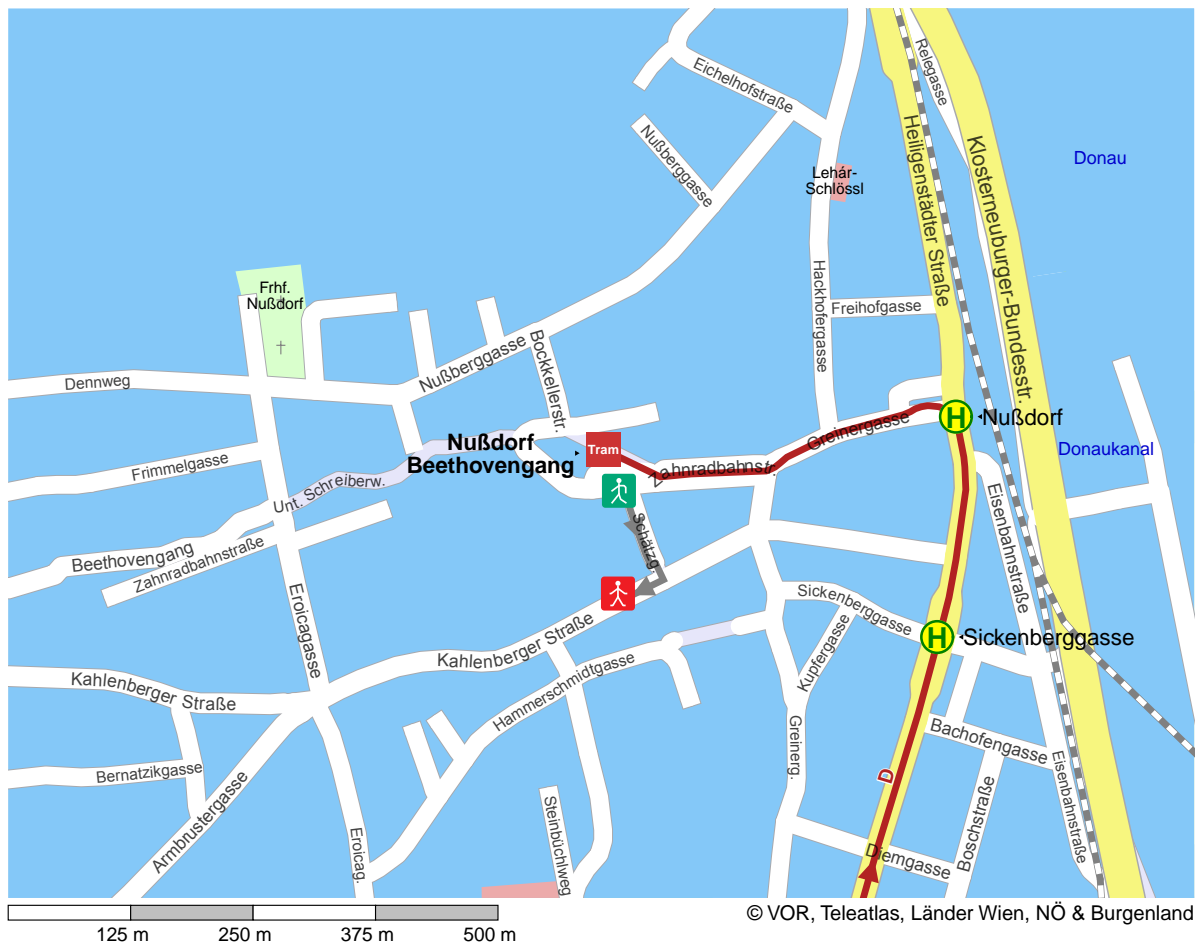 Relegasse
Eichelhofstraße
Nußberggasse
Heiligenstädter Straße
Klosterneuburger-Bundesstr.
Donau
Lehár-
Schlössl
Frhf.
Nußdorf
Hackhofergasse
Freihofgasse
Dennweg
Nußberggasse
Bockkellerstr.
Greinergasse
H
Nußdorf
Nußdorf
Beethovengang
Tram
Donaukanal
Frimmelgasse
Zahnradbahnstr.
Unt. Schreiberw.
Eisenbahnstraße
Schätzg.
Beethovengang
Zahnradbahnstraße
Eroicagasse
Sickenberggasse
H
Sickenberggasse
Kahlenberger Straße
Kupfergasse
Hammerschmidtgasse
Kahlenberger Straße
Greinerg.
Bachofengasse
Bernatzikgasse
D
Eisenbahnstraße
Armbrustergasse
Steinbüchlweg
Boschstraße
Eroicag.
Diemgasse
© VOR, Teleatlas, Länder Wien, NÖ & Burgenland
125 m 250 m 375 m 500 m